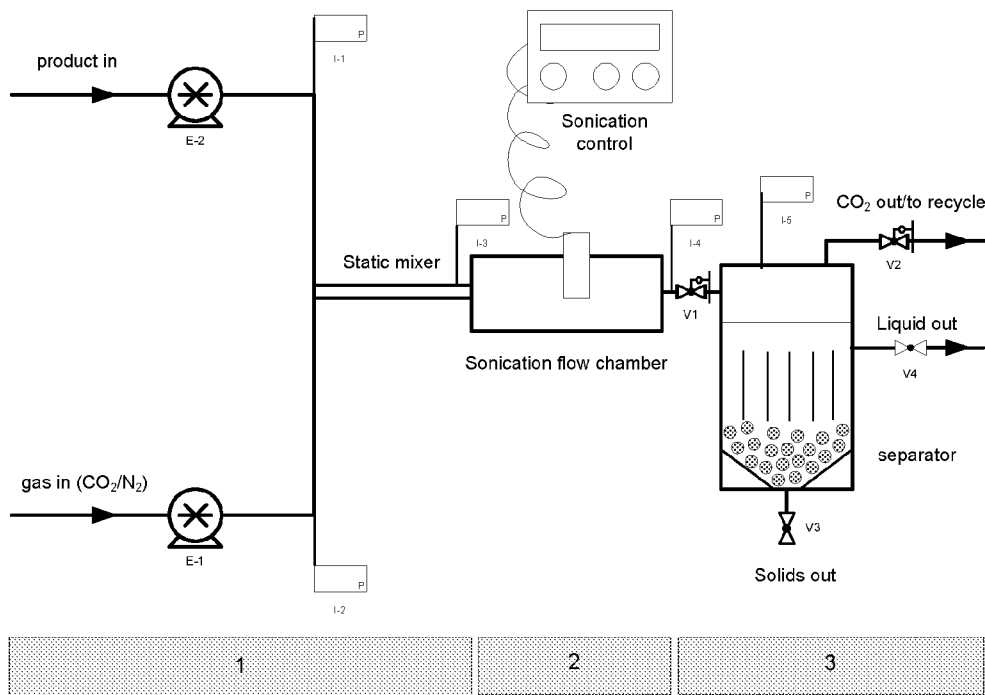 P
I-1
product in
E-2
Sonication
control
P
I-3
P
I-4
P
I-5
CO₂ out/to recycle
V2
Static mixer
V1
Liquid out
V4
Sonication flow chamber
separator
gas in (CO₂/N₂)
E-1
V3
P
I-2
Solids out
1
2
3